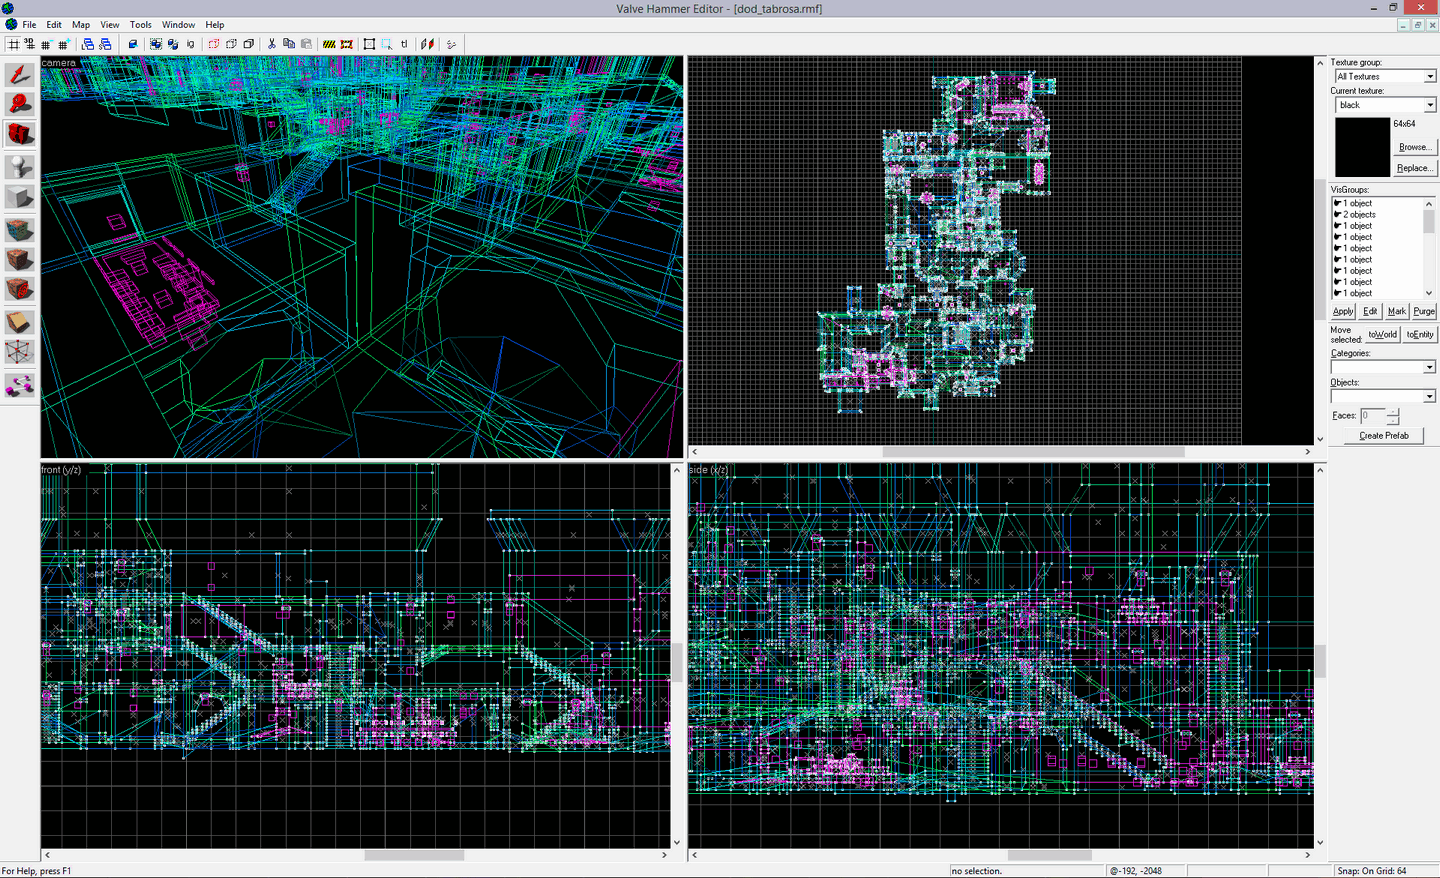 Valve Hammer Editor - [dod_tabrosa.rmf]
File Edit Map View Tools Window Help
3D
ig
tl
camera
front (y/z)
side (x/z)
Texture group:
All Textures
Current texture:
black
64x64
Browse...
Replace...
VisGroups:
1 object
2 objects
1 object
1 object
1 object
1 object
1 object
1 object
1 object
Apply Edit Mark Purge
Move selected:
toWorld toEntity
Categories:
Objects:
Faces: 0
Create Prefab
For Help, press F1
no selection.
@-192, -2048
Snap: On Grid: 64